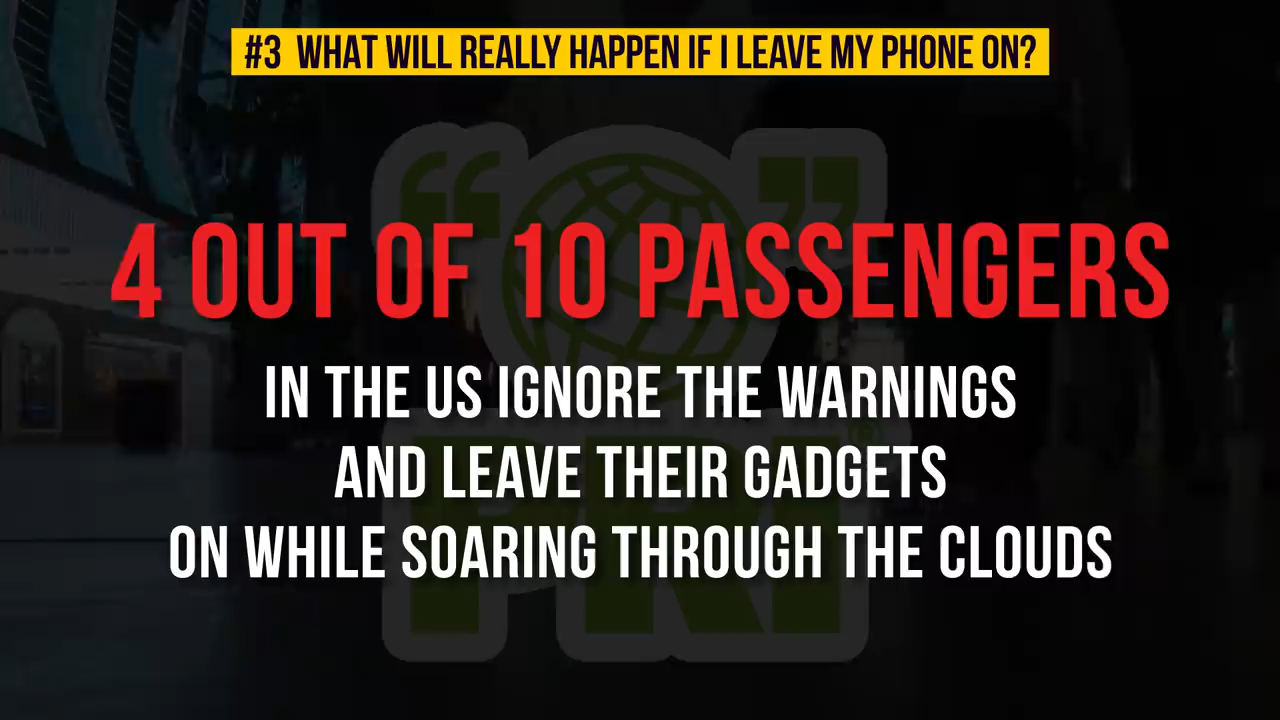 #3 WHAT WILL REALLY HAPPEN IF I LEAVE MY PHONE ON?
4 OUT OF 10 PASSENGERS
IN THE US IGNORE THE WARNINGS
AND LEAVE THEIR GADGETS
ON WHILE SOARING THROUGH THE CLOUDS
PRI®